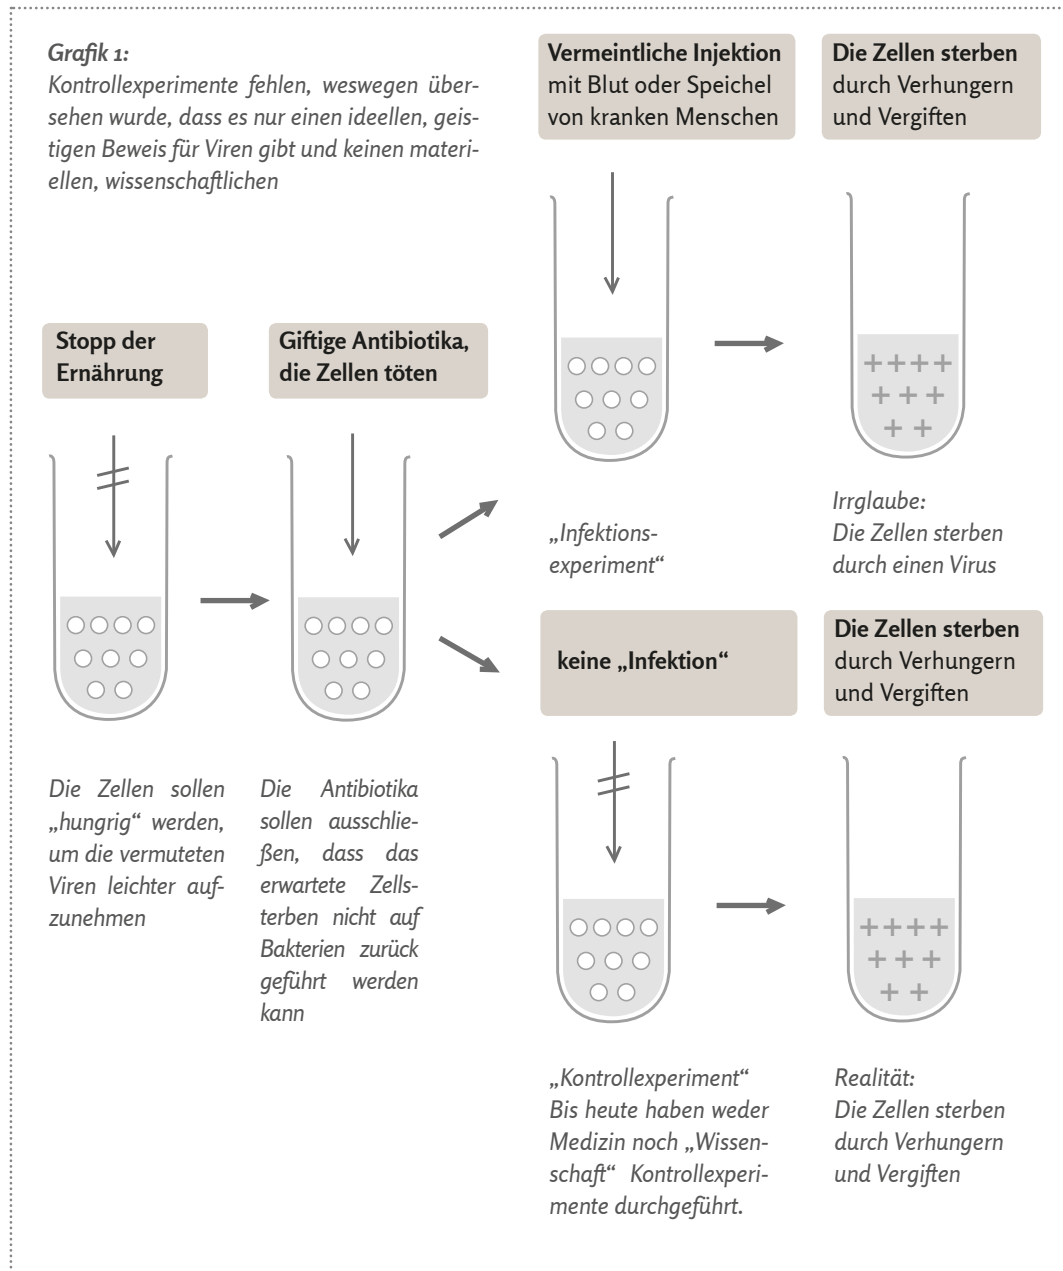 Grafik 1:
Kontrollexperimente fehlen, weswegen über-
sehen wurde, dass es nur einen ideellen, geis-
tigen Beweis für Viren gibt und keinen materi-
ellen, wissenschaftlichen
Vermeintliche Injektion
mit Blut oder Speichel
von kranken Menschen
Die Zellen sterben
durch Verhungern
und Vergiften
Stopp der
Ernährung
Giftige Antibiotika,
die Zellen töten
„Infektions-
experiment“
Irrglaube:
Die Zellen sterben
durch einen Virus
keine „Infektion“
Die Zellen sterben
durch Verhungern
und Vergiften
Die Zellen sollen
„hungrig“ werden,
um die vermuteten
Viren leichter auf-
zunehmen
Die Antibiotika
sollen ausschlie-
ßen, dass das
erwartete Zells-
terben nicht auf
Bakterien zurück
geführt werden
kann
„Kontrollexperiment“
Bis heute haben weder
Medizin noch „Wissen-
schaft“ Kontrollexperi-
mente durchgeführt.
Realität:
Die Zellen sterben
durch Verhungern
und Vergiften